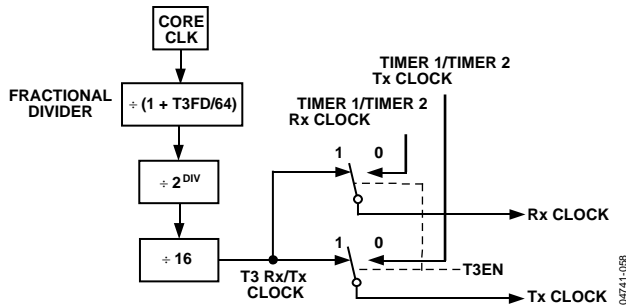 CORE
CLK
FRACTIONAL
DIVIDER
÷ (1 + T3FD/64)
TIMER 1/TIMER 2
Tx CLOCK
TIMER 1/TIMER 2
Rx CLOCK
÷ 2DIV
1 0
Rx CLOCK
÷ 16
1 0
T3 Rx/Tx
CLOCK
T3EN
Tx CLOCK
04741-058